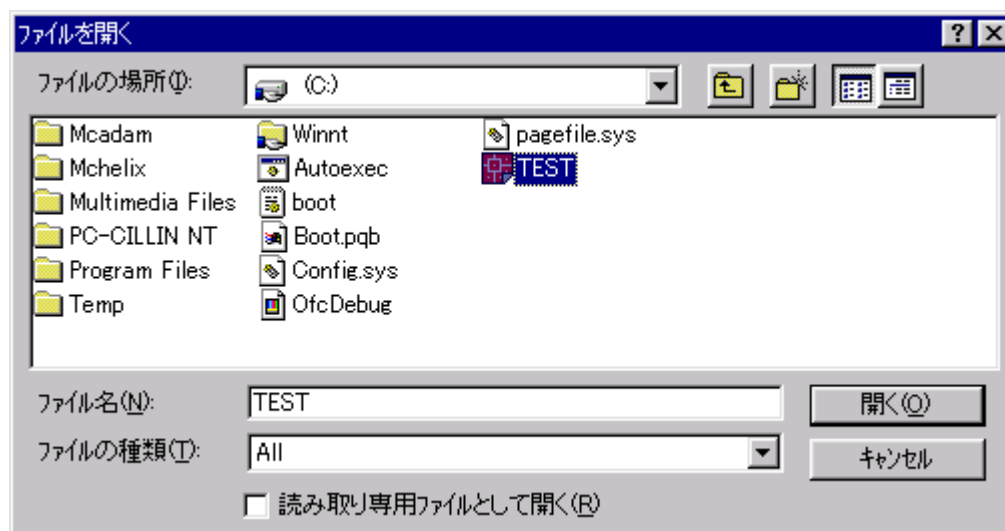 ファイルを開く
ファイルの場所(I): (C:)
Mcadam Winnt pagefile.sys
Mchelix Autoexec TEST
Multimedia Files boot
PC-CILLIN NT Boot.pqb
Program Files Config.sys
Temp OfcDebug
ファイル名(N): TEST 開く(O)
ファイルの種類(T): All キャンセル
読み取り専用ファイルとして開く(R)